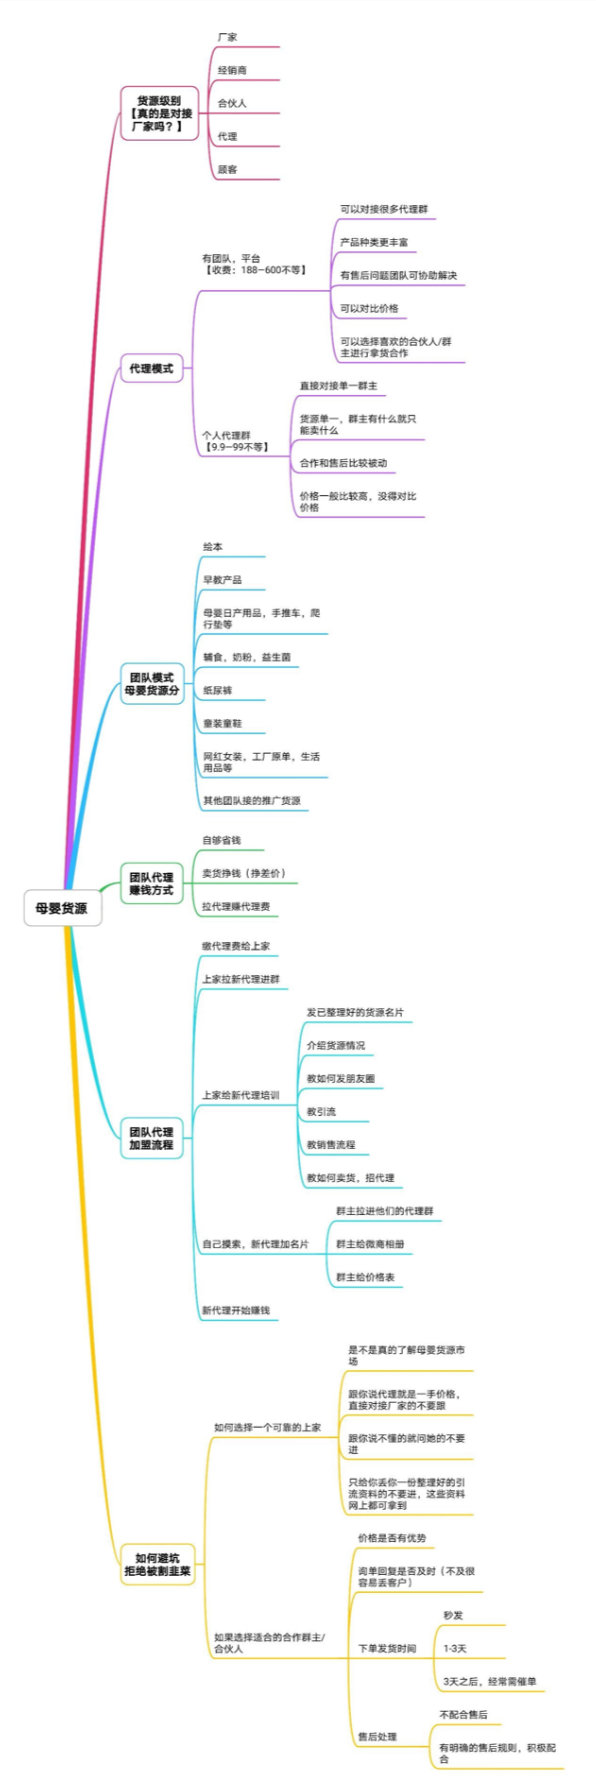 母婴货源
货源级别
【真的是对接
厂家吗？】
厂家
经销商
合伙人
代理
顾客
代理模式
有团队，平台
【收费：188—600不等】
可以对接很多代理群
产品种类更丰富
有售后问题团队可协助解决
可以对比价格
可以选择喜欢的合伙人/群
主进行拿货合作
个人代理群
【9.9—99不等】
直接对接单一群主
货源单一，群主有什么就只
能卖什么
合作和售后比较被动
价格一般比较高，没得对比
价格
团队模式
母婴货源分
绘本
早教产品
母婴日产用品，手推车，爬
行垫等
辅食，奶粉，益生菌
纸尿裤
童装童鞋
网红女装，工厂原单，生活
用品等
其他团队接的推广货源
团队代理
赚钱方式
自够省钱
卖货挣钱（挣差价）
拉代理赚代理费
团队代理
加盟流程
缴代理费给上家
上家拉新代理进群
上家给新代理培训
发已整理好的货源名片
介绍货源情况
教如何发朋友圈
教引流
教销售流程
教如何卖货，招代理
自己摸索，新代理加名片
群主拉进他们的代理群
群主给微商相册
群主给价格表
新代理开始赚钱
如何避坑
拒绝被割韭菜
如何选择一个可靠的上家
是不是真的了解母婴货源市
场
跟你说代理就是一手价格，
直接对接厂家的不要跟
跟你说不懂的就问她的不要
进
只给你丢你一份整理好的引
流资料的不要进，这些资料
网上都可拿到
如果选择适合的合作群主/
合伙人
价格是否有优势
询单回复是否及时（不及很
容易丢客户）
下单发货时间
秒发
1-3天
3天之后，经常需催单
售后处理
不配合售后
有明确的售后规则，积极配
合